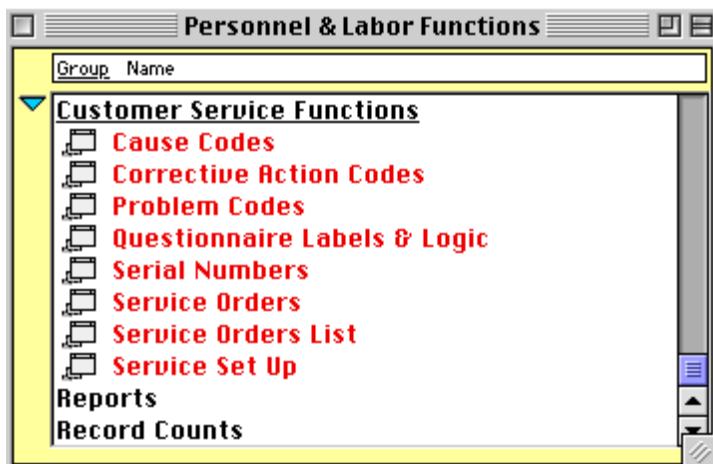 Personnel & Labor Functions
Group Name
Customer Service Functions
Cause Codes
Corrective Action Codes
Problem Codes
Questionnaire Labels & Logic
Serial Numbers
Service Orders
Service Orders List
Service Set Up
Reports
Record Counts